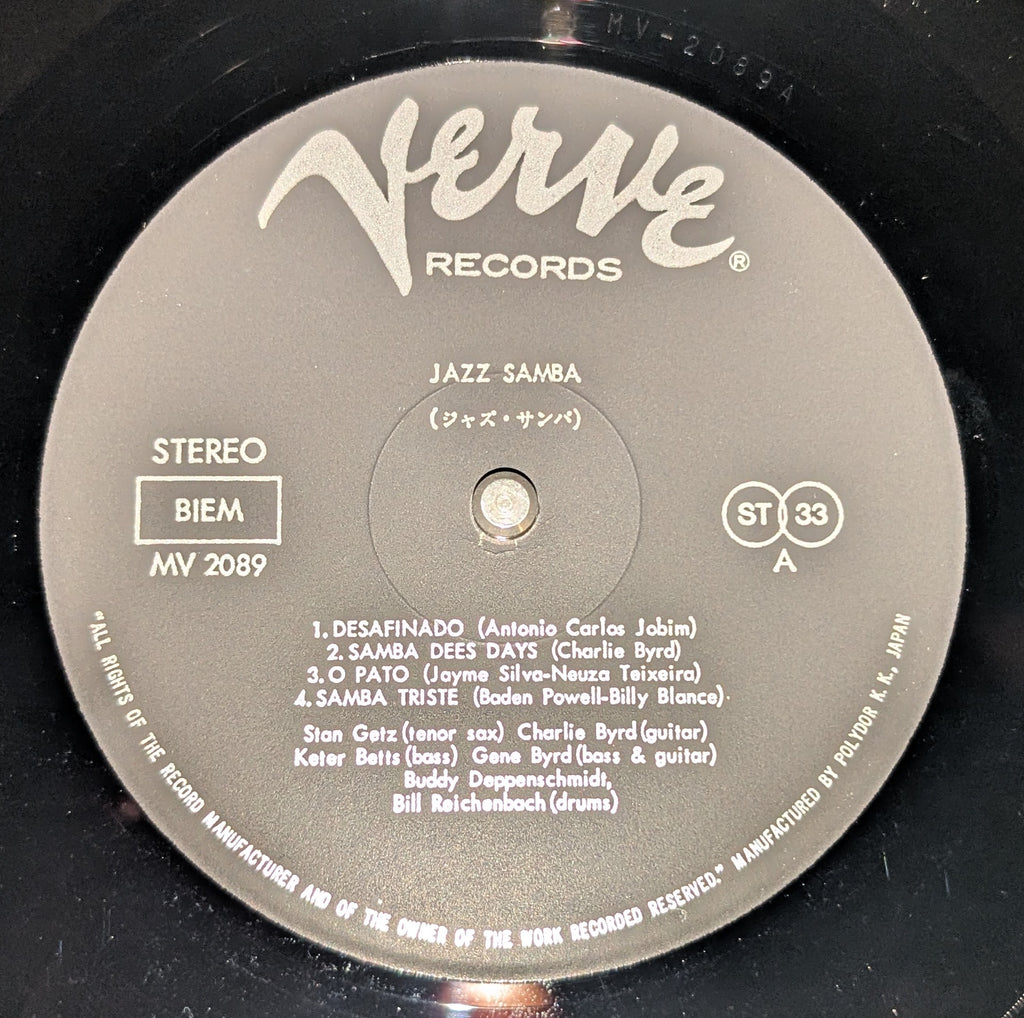 MV-2089A
Verve
RECORDS ®
JAZZ SAMBA
(ジャズ・サンバ)
STEREO
BIEM
MV 2089
ST 33
A
1. DESAFINADO (Antonio Carlos Jobim)
2. SAMBA DEES DAYS (Charlie Byrd)
3. O PATO (Jayme Silva-Neuza Teixeira)
4. SAMBA TRISTE (Baden Powell-Billy Blance)
Stan Getz (tenor sax) Charlie Byrd (guitar)
Keter Betts (bass) Gene Byrd (bass & guitar)
Buddy Deppenschmidt,
Bill Reichenbach (drums)
"ALL RIGHTS OF THE RECORD MANUFACTURER AND OF THE OWNER OF THE WORK RECORDED RESERVED." MANUFACTURED BY POLYDOR K. K., JAPAN